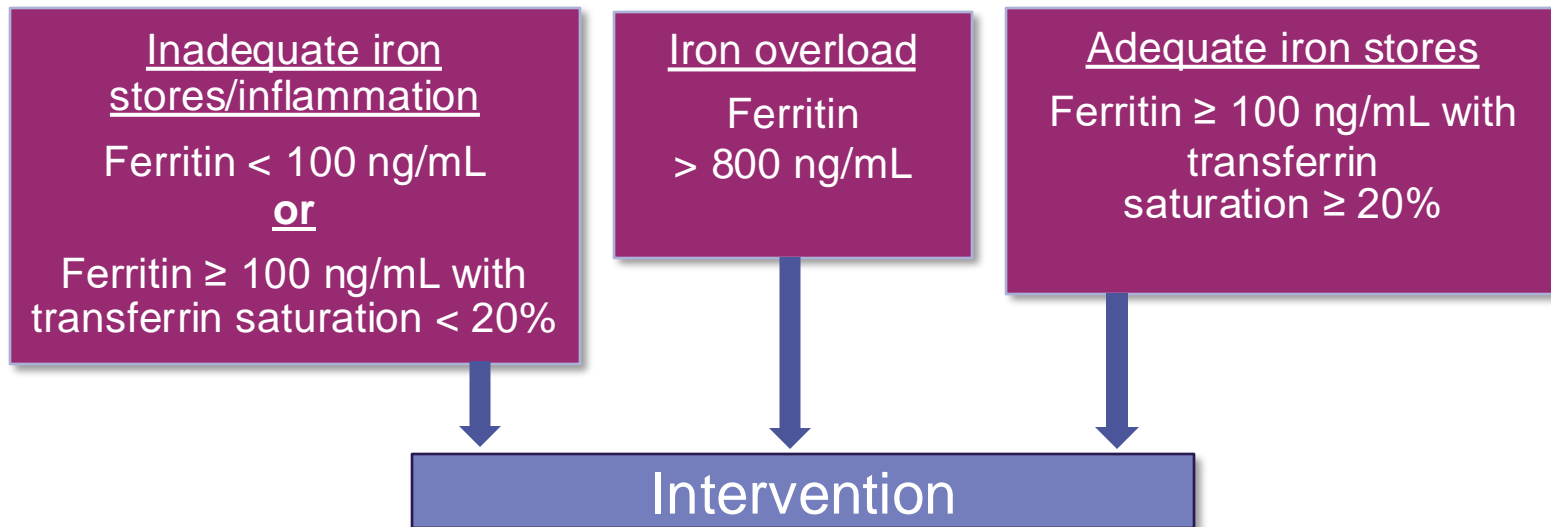 Inadequate iron
stores/inflammation
Ferritin < 100 ng/mL
or
Ferritin ≥ 100 ng/mL with
transferrin saturation < 20%
Iron overload
Ferritin
> 800 ng/mL
Adequate iron stores
Ferritin ≥ 100 ng/mL with
transferrin
saturation ≥ 20%
Intervention